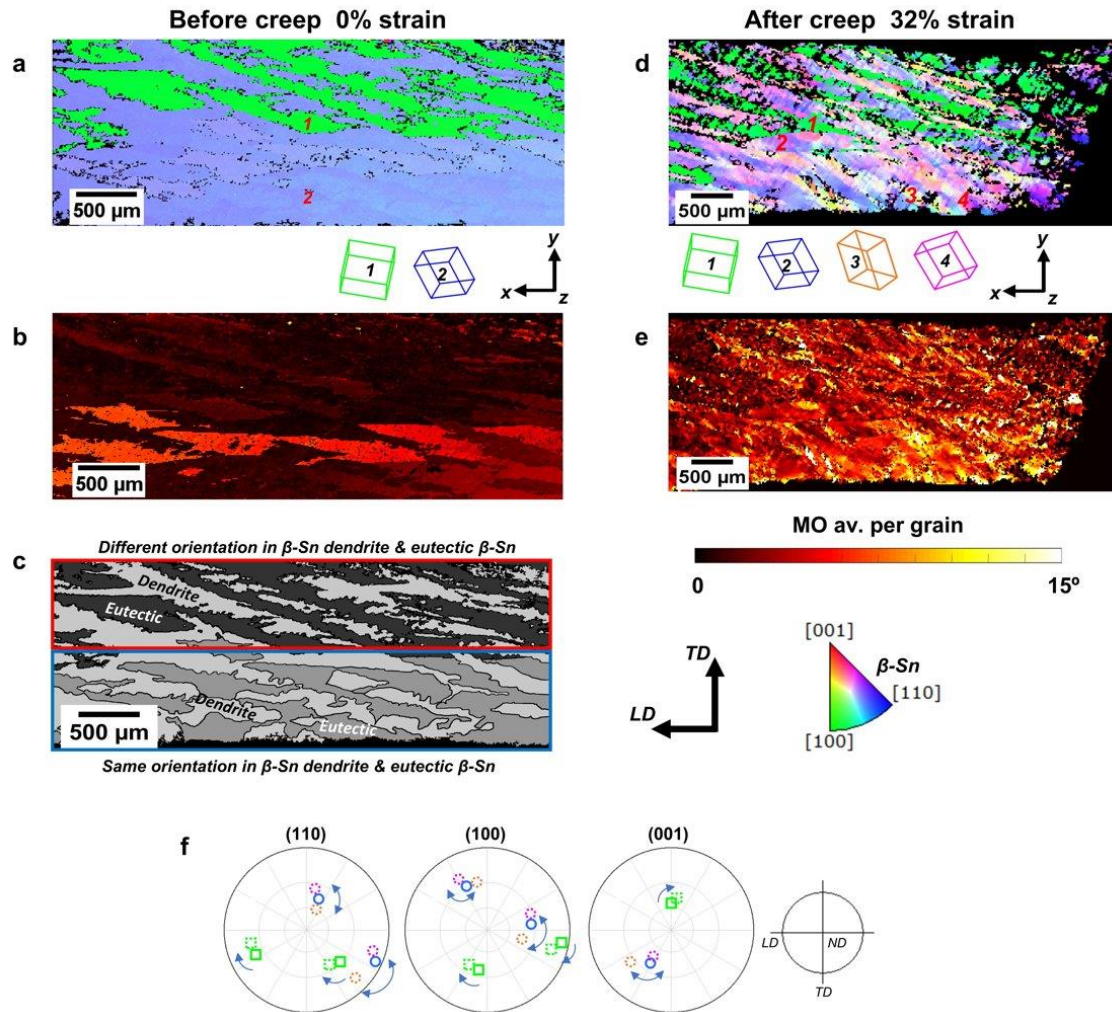 Before creep 0% strain
After creep 32% strain
a
1
2
500 µm
d
1
2
3
4
500 µm
1
2
y
x
z
1
2
3
4
y
x
z
b
500 µm
e
500 µm
MO av. per grain
0
15º
c
Different orientation in β-Sn dendrite & eutectic β-Sn
Dendrite
Eutectic
Dendrite
Eutectic
500 µm
Same orientation in β-Sn dendrite & eutectic β-Sn
TD
LD
[001]
β-Sn
[110]
[100]
f
(110)
(100)
(001)
LD
ND
TD